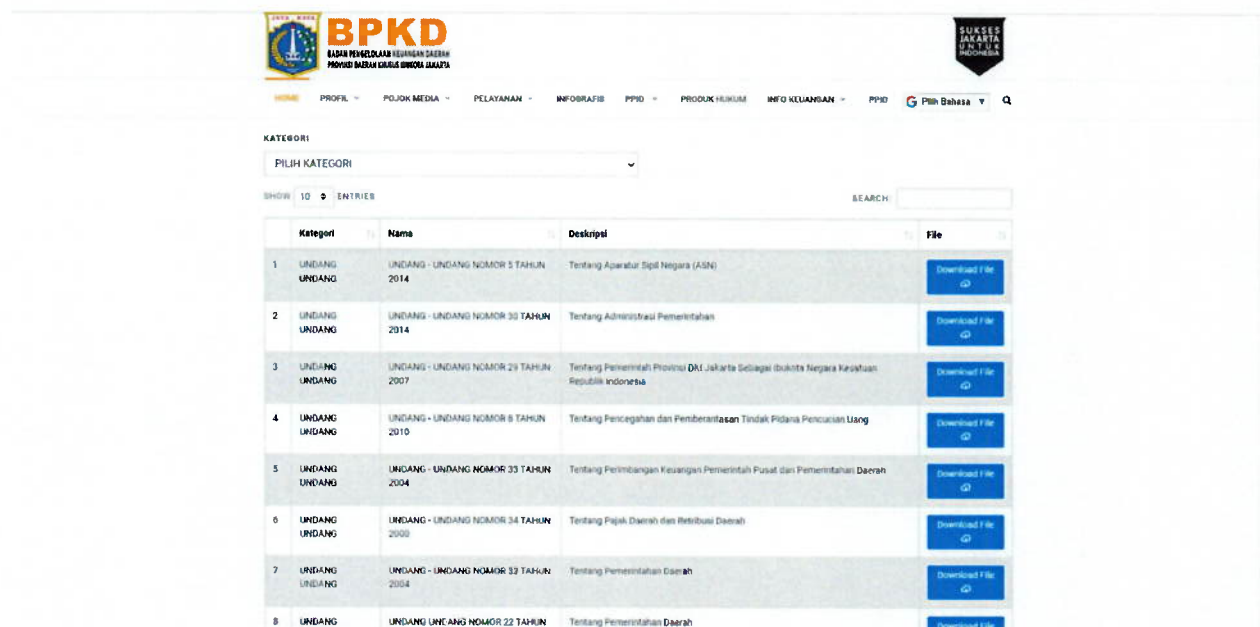 JAYA RAYA
BPKD
BADAN PENGELOLAAN KEUANGAN DAERAH
PROVINSI DAERAH KHUSUS IBUKOTA JAKARTA
SUKSES
JAKARTA
UNTUK
INDONESIA
HOME PROFIL POJOK MEDIA PELAYANAN INFOGRAFIS PPID PRODUK HUKUM INFO KEUANGAN PPID G Pilih Bahasa ▼
KATEGORI
PILIH KATEGORI
SHOW 10 ENTRIES SEARCH:
Kategori Nama Deskripsi File
1 UNDANG UNDANG - UNDANG NOMOR 5 TAHUN Tentang Aparatur Sipil Negara (ASN) Download File
UNDANG 2014
2 UNDANG UNDANG - UNDANG NOMOR 30 TAHUN Tentang Administrasi Pemerintahan Download File
UNDANG 2014
3 UNDANG UNDANG - UNDANG NOMOR 29 TAHUN Tentang Pemerintah Provinsi DKI Jakarta Sebagai Ibukota Negara Kesatuan Download File
UNDANG 2007 Republik Indonesia
4 UNDANG UNDANG - UNDANG NOMOR 8 TAHUN Tentang Pencegahan dan Pemberantasan Tindak Pidana Pencucian Uang Download File
UNDANG 2010
5 UNDANG UNDANG - UNDANG NOMOR 33 TAHUN Tentang Perimbangan Keuangan Pemerintah Pusat dan Pemerintahan Daerah Download File
UNDANG 2004
6 UNDANG UNDANG - UNDANG NOMOR 34 TAHUN Tentang Pajak Daerah dan Retribusi Daerah Download File
UNDANG 2000
7 UNDANG UNDANG - UNDANG NOMOR 32 TAHUN Tentang Pemerintahan Daerah Download File
UNDANG 2004
8 UNDANG UNDANG UNDANG NOMOR 22 TAHUN Tentang Pemerintahan Daerah Download File